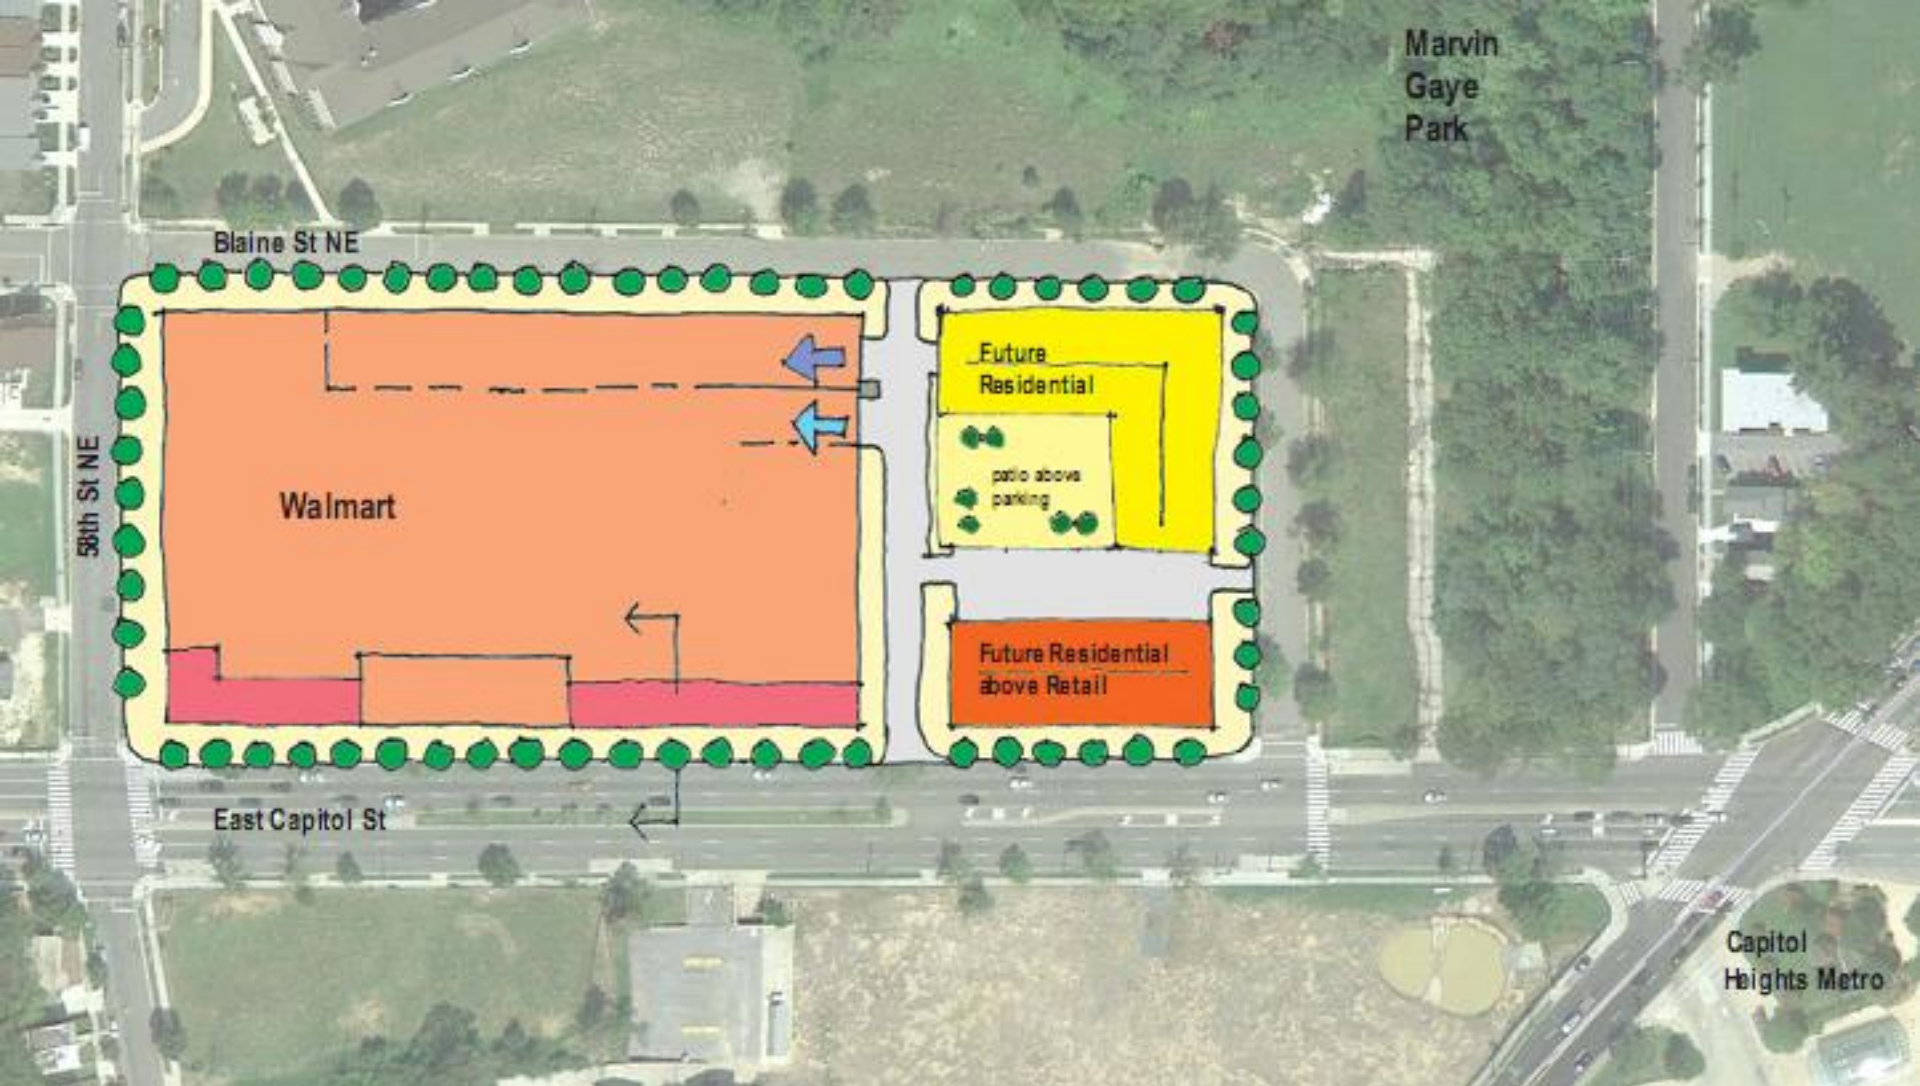 Marvin
Gaye
Park
Blaine St NE
58th St NE
Walmart
Future
Residential
patio above
parking
Future Residential
above Retail
East Capitol St
Capitol
Heights Metro